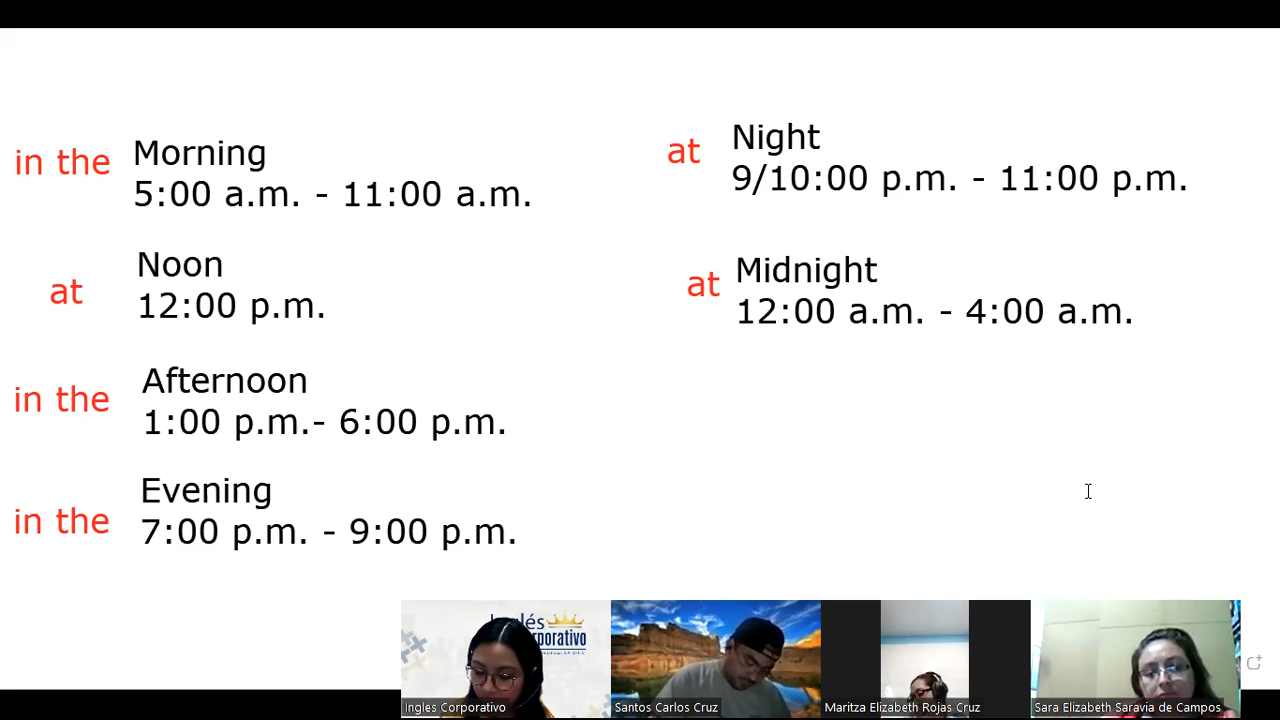 in the
Morning
5:00 a.m. - 11:00 a.m.
at
Noon
12:00 p.m.
in the
Afternoon
1:00 p.m.- 6:00 p.m.
in the
Evening
7:00 p.m. - 9:00 p.m.
at
Night
9/10:00 p.m. - 11:00 p.m.
at
Midnight
12:00 a.m. - 4:00 a.m.
Ingles Corporativo
Santos Carlos Cruz
Maritza Elizabeth Rojas Cruz
Sara Elizabeth Saravia de Campos